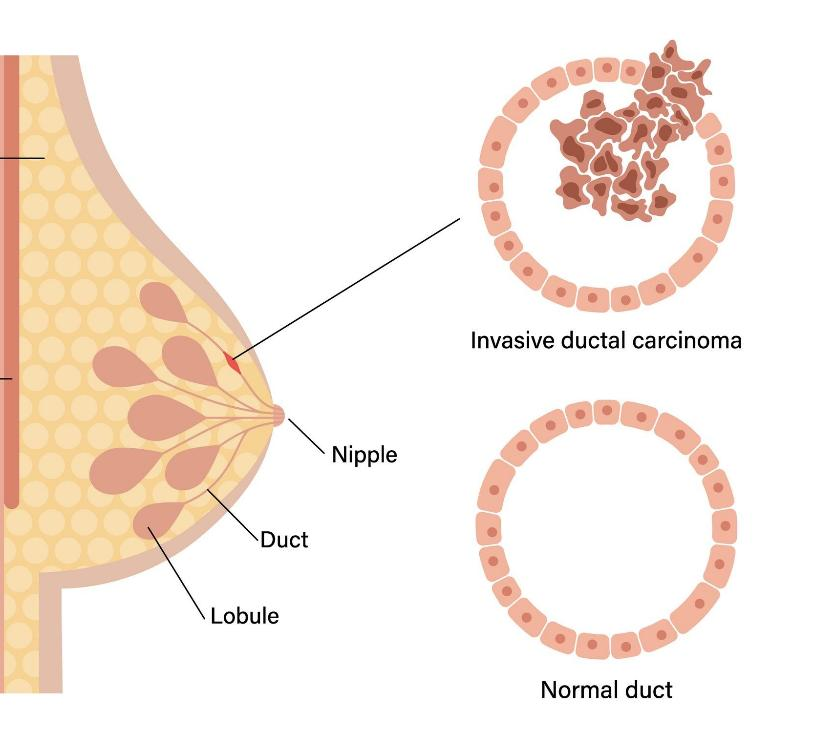 Invasive ductal carcinoma
Nipple
Duct
Lobule
Normal duct